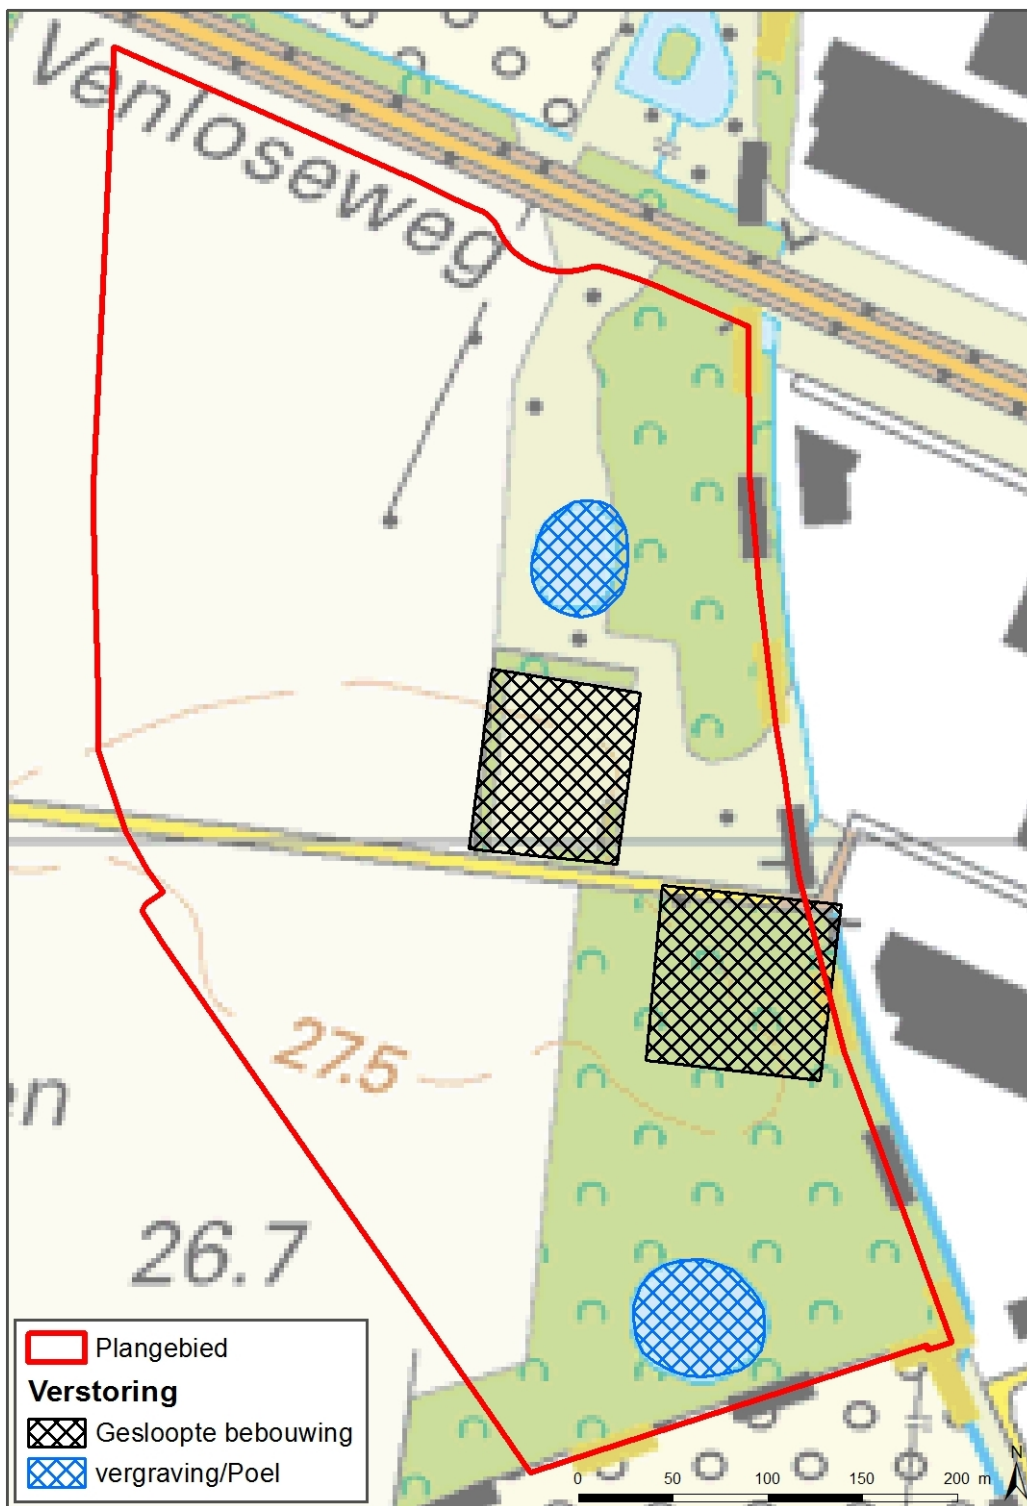 Venloseweg
27.5
en
26.7
Plangebied
Verstoring
Gesloopte bebouwing
vergraving/Poel
N
0 50 100 150 200 m